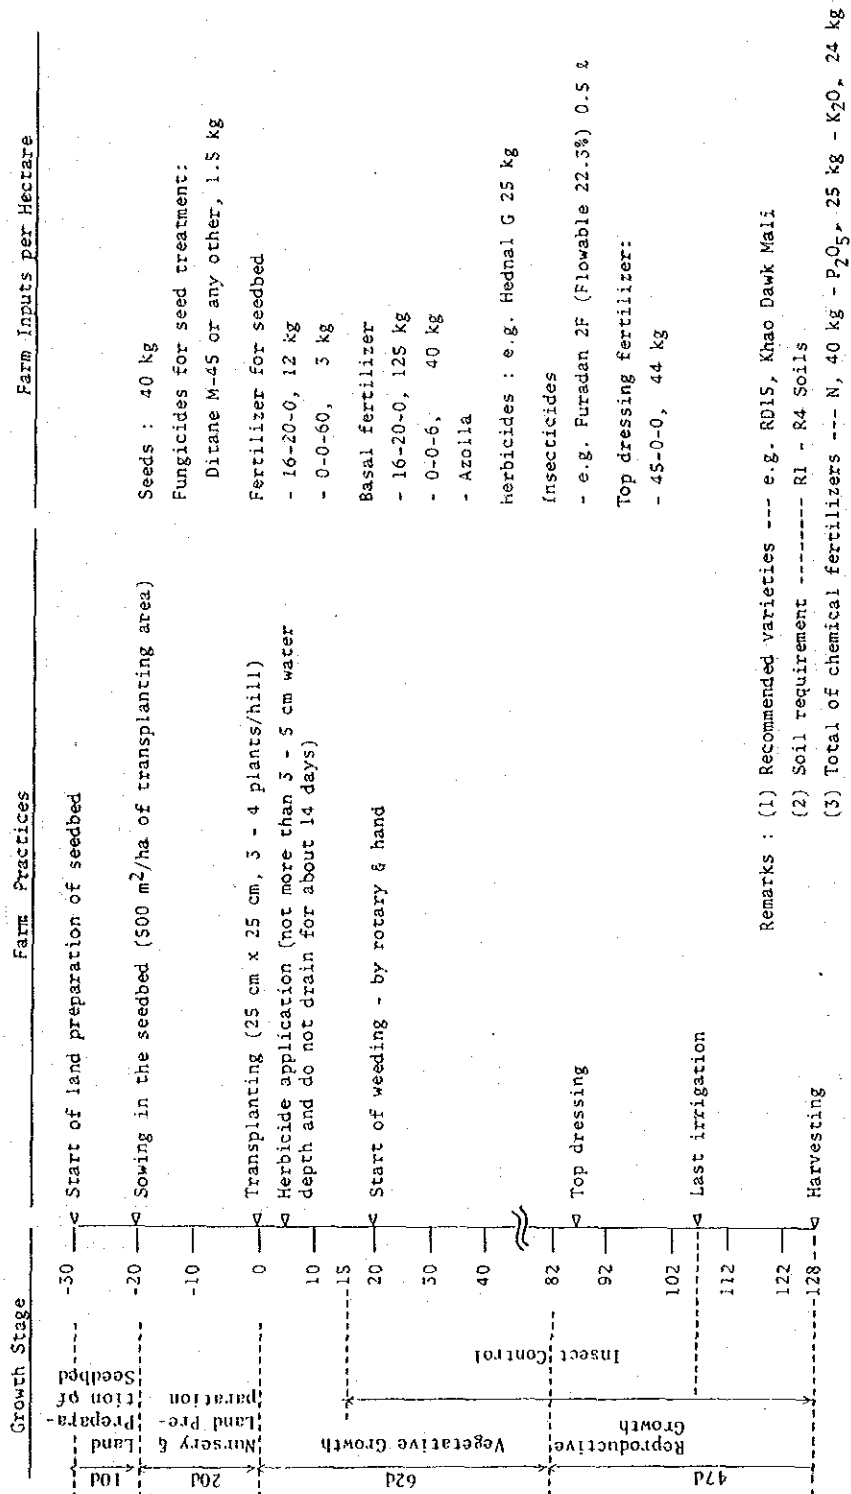 Growth Stage
Farm Practices
Farm Inputs per Hectare
10d
Land
Prepara-
tion of
Seedbed
20d
Nursery &
Land Pre-
paration
62d
Vegetative Growth
47d
Reproductive
Growth
Insect Control
-30
-20
-10
0
10
15
20
30
40
82
92
102
112
122
128
Start of land preparation of seedbed
Sowing in the seedbed (500 m2/ha of transplanting area)
Transplanting (25 cm x 25 cm, 3 - 4 plants/hill)
Herbicide application (not more than 3 - 5 cm water
depth and do not drain for about 14 days)
Start of weeding - by rotary & hand
Top dressing
Last irrigation
Harvesting
Seeds : 40 kg
Fungicides for seed treatment:
Ditane M-45 or any other, 1.5 kg
Fertilizer for seedbed
- 16-20-0, 12 kg
- 0-0-60, 3 kg
Basal fertilizer
- 16-20-0, 125 kg
- 0-0-6, 40 kg
- Azolla
Herbicides : e.g. Hednal G 25 kg
Insecticides
- e.g. Furadan 2F (Flowable 22.3%) 0.5 ℓ
Top dressing fertilizer:
- 45-0-0, 44 kg
Remarks : (1) Recommended varieties --- e.g. RD15, Khao Dawk Mali
(2) Soil requirement -------- R1 - R4 Soils
(3) Total of chemical fertilizers --- N, 40 kg - P2O5, 25 kg - K2O, 24 kg